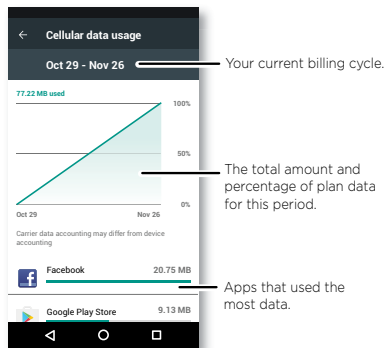 Cellular data usage
Oct 29 - Nov 26
Your current billing cycle.
77.22 MB used
100%
50%
0%
Oct 29
Nov 26
The total amount and
percentage of plan data
for this period.
Carrier data accounting may differ from device
accounting
Facebook
20.75 MB
Apps that used the
most data.
Google Play Store
9.13 MB